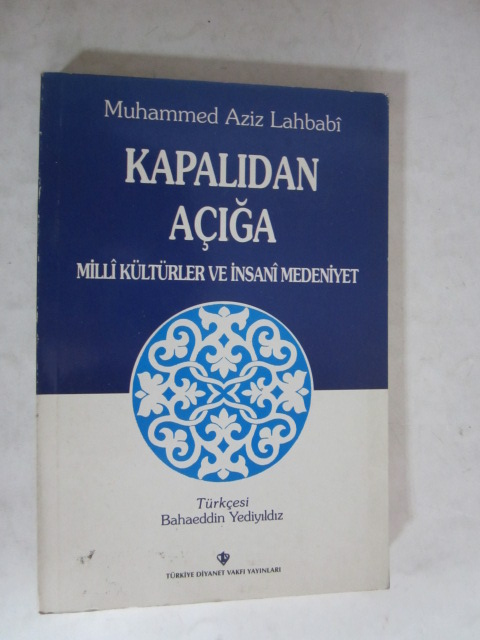 Muhammed Aziz Lahbabî
KAPALIDAN
AÇIĞA
MİLLÎ KÜLTÜRLER VE İNSANÎ MEDENİYET
Türkçesi
Bahaeddin Yediyıldız
TÜRKİYE DİYANET VAKFI YAYINLARI